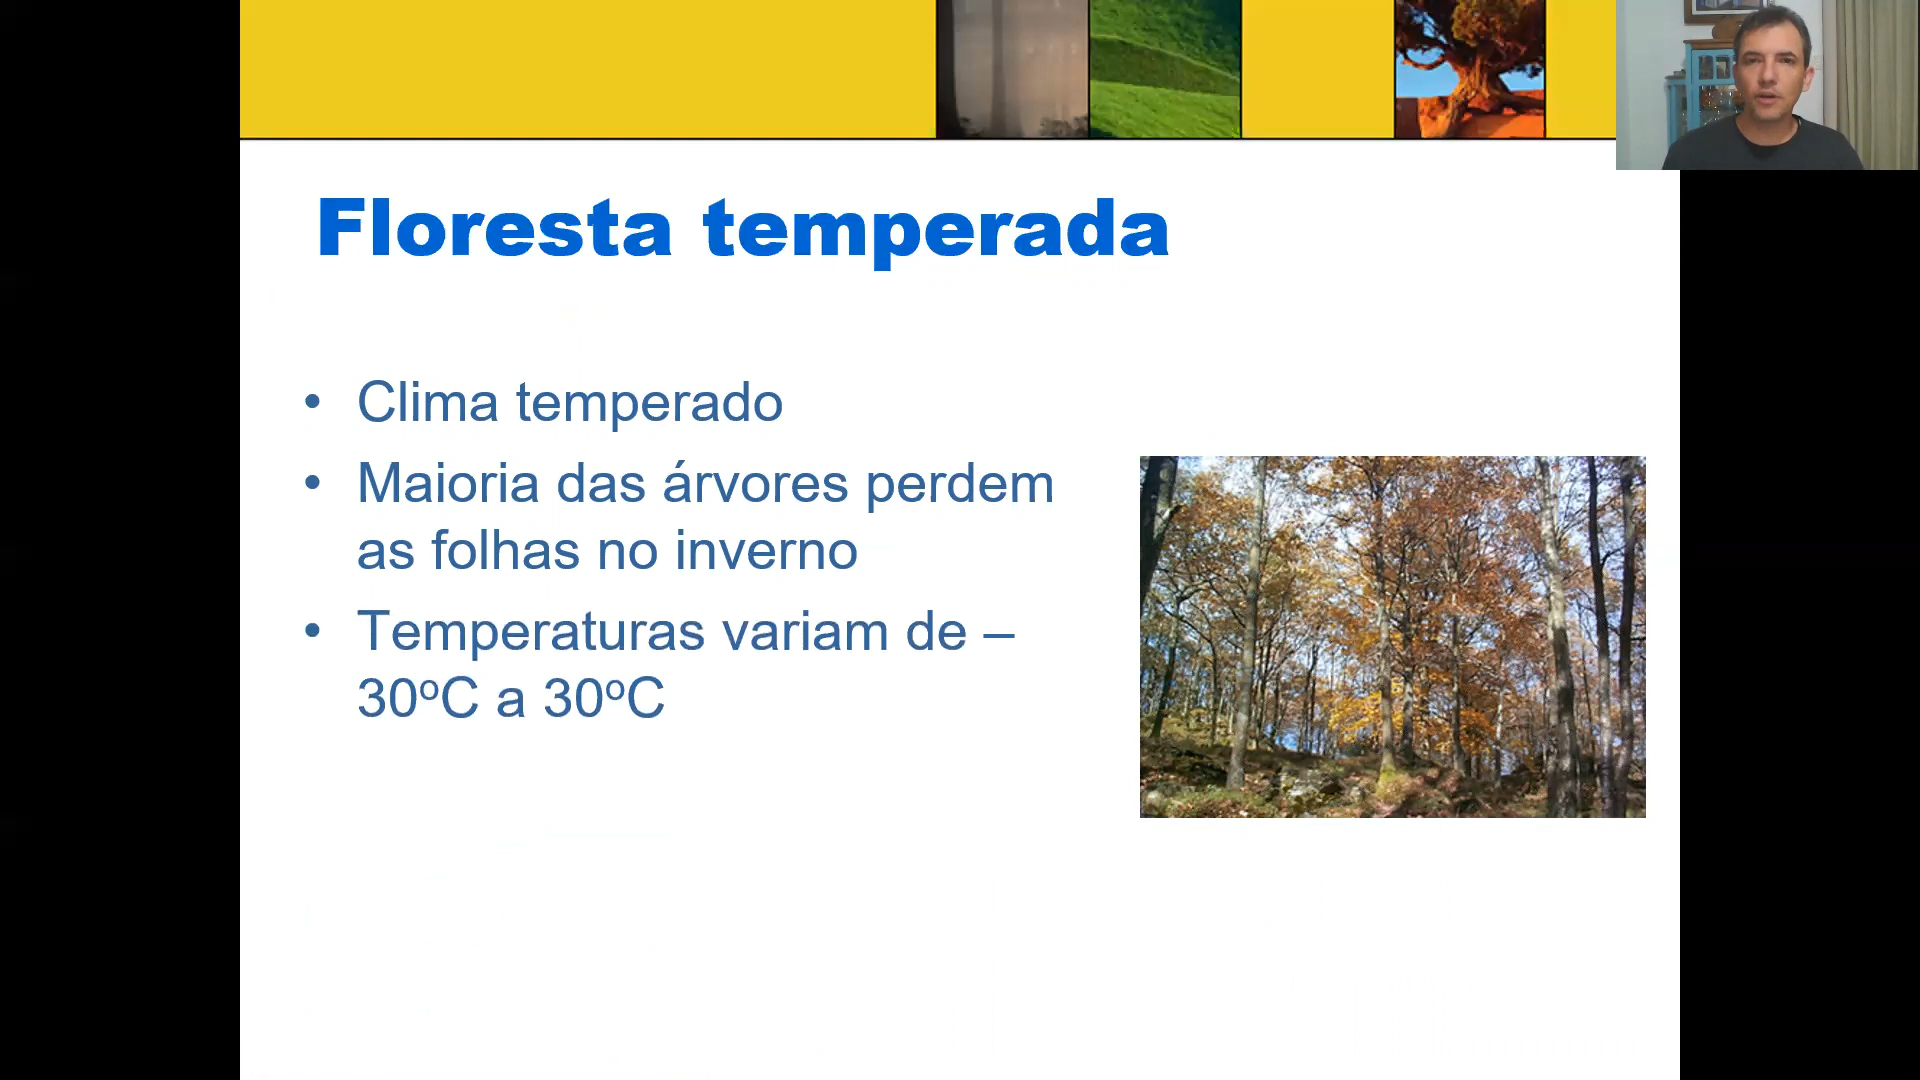 Floresta temperada
• Clima temperado
• Maioria das árvores perdem
as folhas no inverno
• Temperaturas variam de –
30ºC a 30ºC